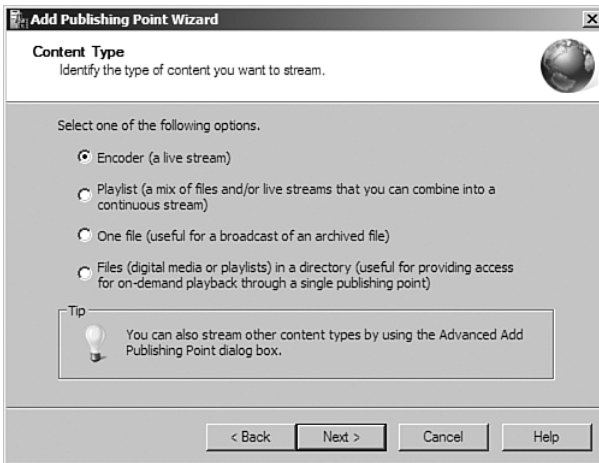 Add Publishing Point Wizard
Content Type
Identify the type of content you want to stream.
Select one of the following options.
Encoder (a live stream)
Playlist (a mix of files and/or live streams that you can combine into a
continuous stream)
One file (useful for a broadcast of an archived file)
Files (digital media or playlists) in a directory (useful for providing access
for on-demand playback through a single publishing point)
Tip
You can also stream other content types by using the Advanced Add
Publishing Point dialog box.
< Back Next > Cancel Help